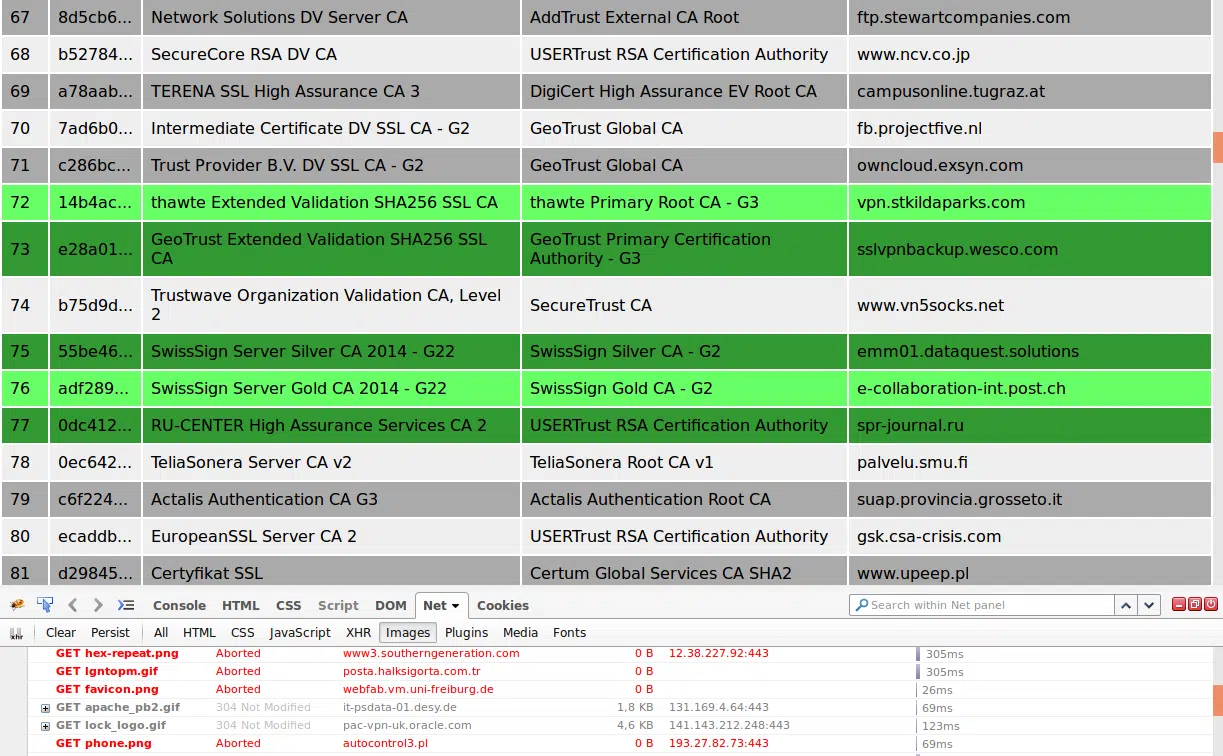 67 8d5cb6... Network Solutions DV Server CA AddTrust External CA Root ftp.stewartcompanies.com
68 b52784... SecureCore RSA DV CA USERTrust RSA Certification Authority www.ncv.co.jp
69 a78aab... TERENA SSL High Assurance CA 3 DigiCert High Assurance EV Root CA campusonline.tugraz.at
70 7ad6b0... Intermediate Certificate DV SSL CA - G2 GeoTrust Global CA fb.projectfive.nl
71 c286bc... Trust Provider B.V. DV SSL CA - G2 GeoTrust Global CA owncloud.exsyn.com
72 14b4ac... thawte Extended Validation SHA256 SSL CA thawte Primary Root CA - G3 vpn.stkildaparks.com
73 e28a01... GeoTrust Extended Validation SHA256 SSL CA GeoTrust Primary Certification Authority - G3 sslvpnbackup.wesco.com
74 b75d9d... Trustwave Organization Validation CA, Level 2 SecureTrust CA www.vn5socks.net
75 55be46... SwissSign Server Silver CA 2014 - G22 SwissSign Silver CA - G2 emm01.dataquest.solutions
76 adf289... SwissSign Server Gold CA 2014 - G22 SwissSign Gold CA - G2 e-collaboration-int.post.ch
77 0dc412... RU-CENTER High Assurance Services CA 2 USERTrust RSA Certification Authority spr-journal.ru
78 0ec642... TeliaSonera Server CA v2 TeliaSonera Root CA v1 palvelu.smu.fi
79 c6f224... Actalis Authentication CA G3 Actalis Authentication Root CA suap.provincia.grosseto.it
80 ecaddb... EuropeanSSL Server CA 2 USERTrust RSA Certification Authority gsk.csa-crisis.com
81 d29845... Certyfikat SSL Certum Global Services CA SHA2 www.upeep.pl
Console HTML CSS Script DOM Net Cookies Search within Net panel
xhr Clear Persist All HTML CSS JavaScript XHR Images Plugins Media Fonts
GET hex-repeat.png Aborted www3.southerngeneration.com 0 B 12.38.227.92:443 305ms
GET lgntopm.gif Aborted posta.halksigorta.com.tr 0 B 305ms
GET favicon.png Aborted webfab.vm.uni-freiburg.de 0 B 26ms
GET apache_pb2.gif 304 Not Modified it-psdata-01.desy.de 1,8 KB 131.169.4.64:443 69ms
GET lock_logo.gif 304 Not Modified pac-vpn-uk.oracle.com 4,6 KB 141.143.212.248:443 123ms
GET phone.png Aborted autocontrol3.pl 0 B 193.27.82.73:443 69ms